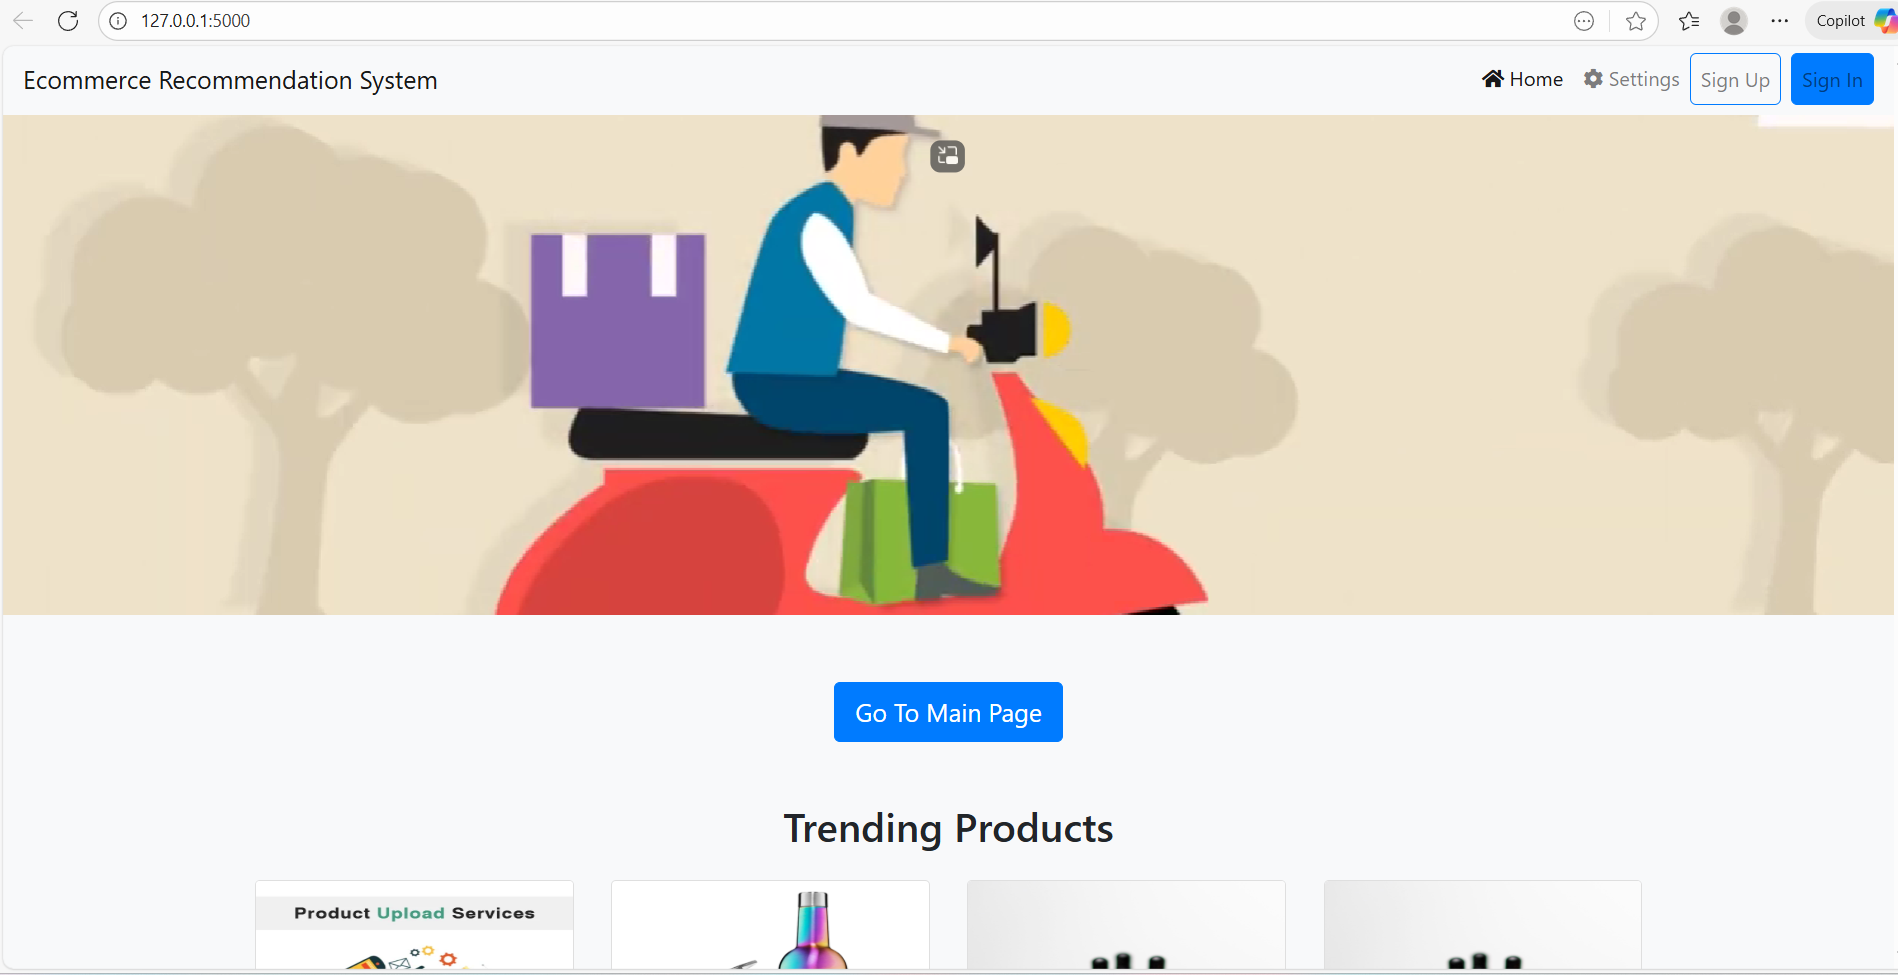 127.0.0.1:5000
Copilot
Ecommerce Recommendation System
Home Settings Sign Up Sign In
Go To Main Page
Trending Products
Product Upload Services